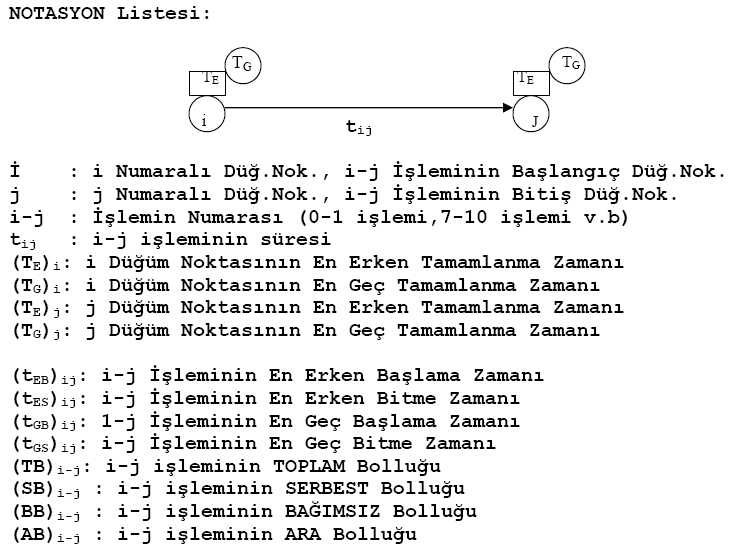 NOTASYON Listesi:
TE TG TE TG
i J
tij
İ : i Numaralı Düğ.Nok., i-j İşleminin Başlangıç Düğ.Nok.
j : j Numaralı Düğ.Nok., i-j İşleminin Bitiş Düğ.Nok.
i-j : İşlemin Numarası (0-1 işlemi,7-10 işlemi v.b)
tij : i-j işleminin süresi
(TE)i: i Düğüm Noktasının En Erken Tamamlanma Zamanı
(TG)i: i Düğüm Noktasının En Geç Tamamlanma Zamanı
(TE)j: j Düğüm Noktasının En Erken Tamamlanma Zamanı
(TG)j: j Düğüm Noktasının En Geç Tamamlanma Zamanı
(tEB)ij: i-j İşleminin En Erken Başlama Zamanı
(tES)ij: i-j İşleminin En Erken Bitme Zamanı
(tGB)ij: 1-j İşleminin En Geç Başlama Zamanı
(tGS)ij: i-j İşleminin En Geç Bitme Zamanı
(TB)i-j: i-j işleminin TOPLAM Bolluğu
(SB)i-j : i-j işleminin SERBEST Bolluğu
(BB)i-j : i-j işleminin BAĞIMSIZ Bolluğu
(AB)i-j : i-j işleminin ARA Bolluğu